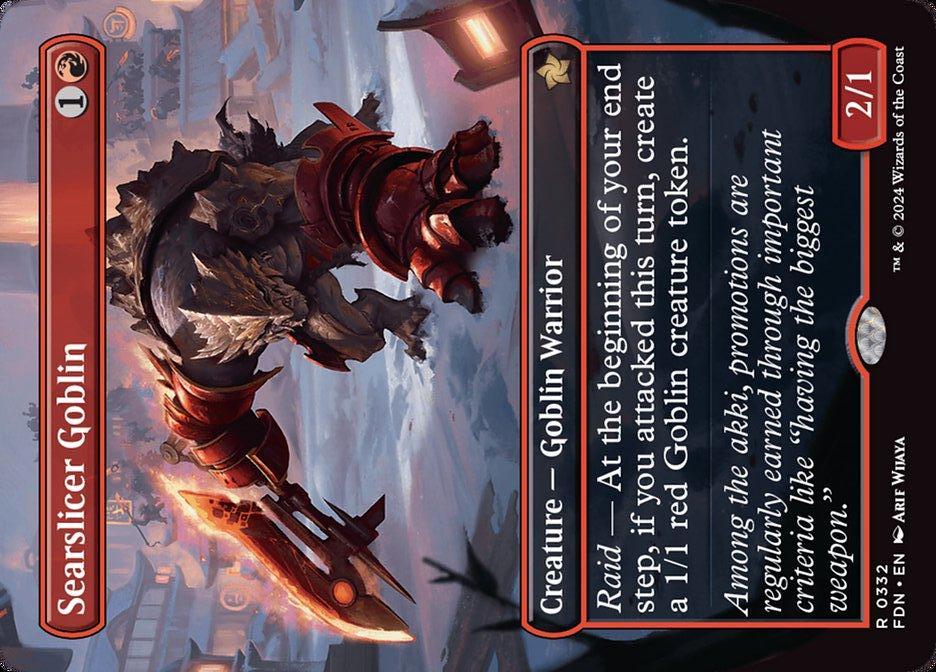 Searslicer Goblin 1
Creature — Goblin Warrior
Raid — At the beginning of your end
step, if you attacked this turn, create
a 1/1 red Goblin creature token.
Among the akki, promotions are
regularly earned through important
criteria like “having the biggest
weapon.”
2/1
R 0332
FDN • EN ARIF WIJAYA
™ & © 2024 Wizards of the Coast